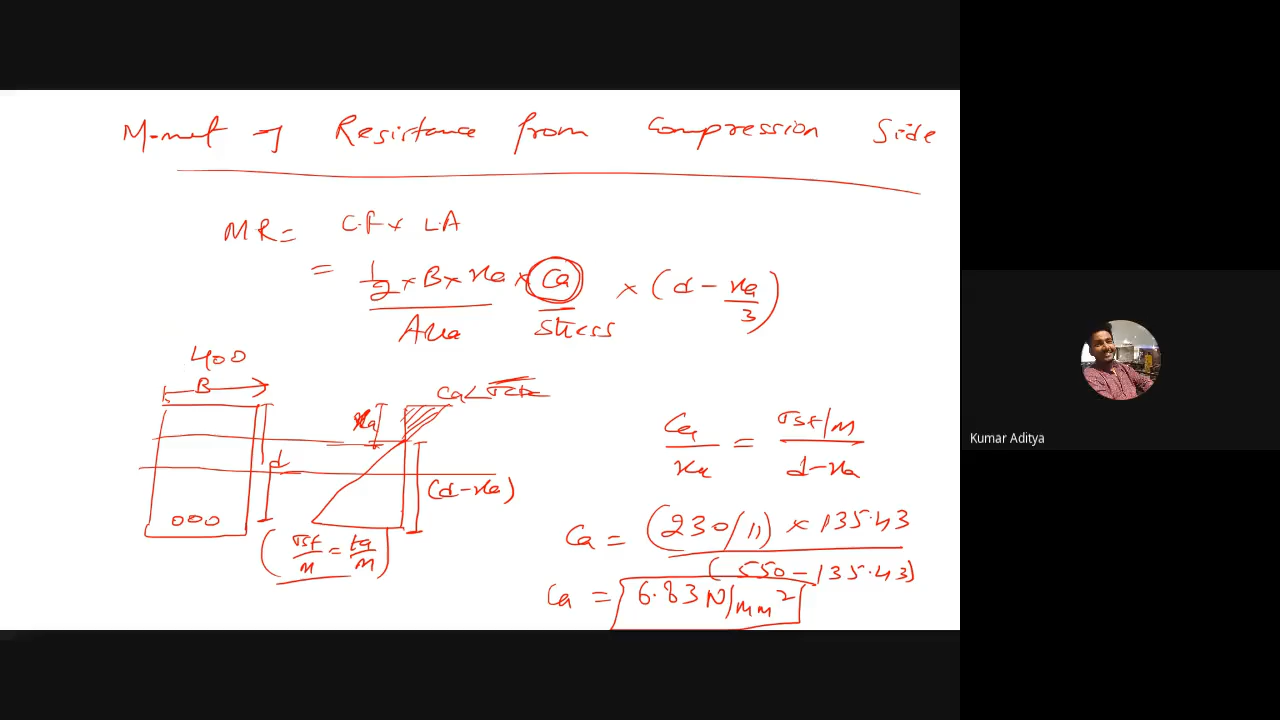 Moment of Resistance from Compression Side
MR = C.F × L.A
= 1/2 × B × xa × Ca × (d - xa/3)
Area stress
400
B
Ca <
xa
d
(d - xa)
000
(σst/m = ta/m)
Ca/xa = σst/m / d-xa
Ca = (230/11) × 135.43 / (550 - 135.43)
Ca = 6.83 N/mm²
Kumar Aditya